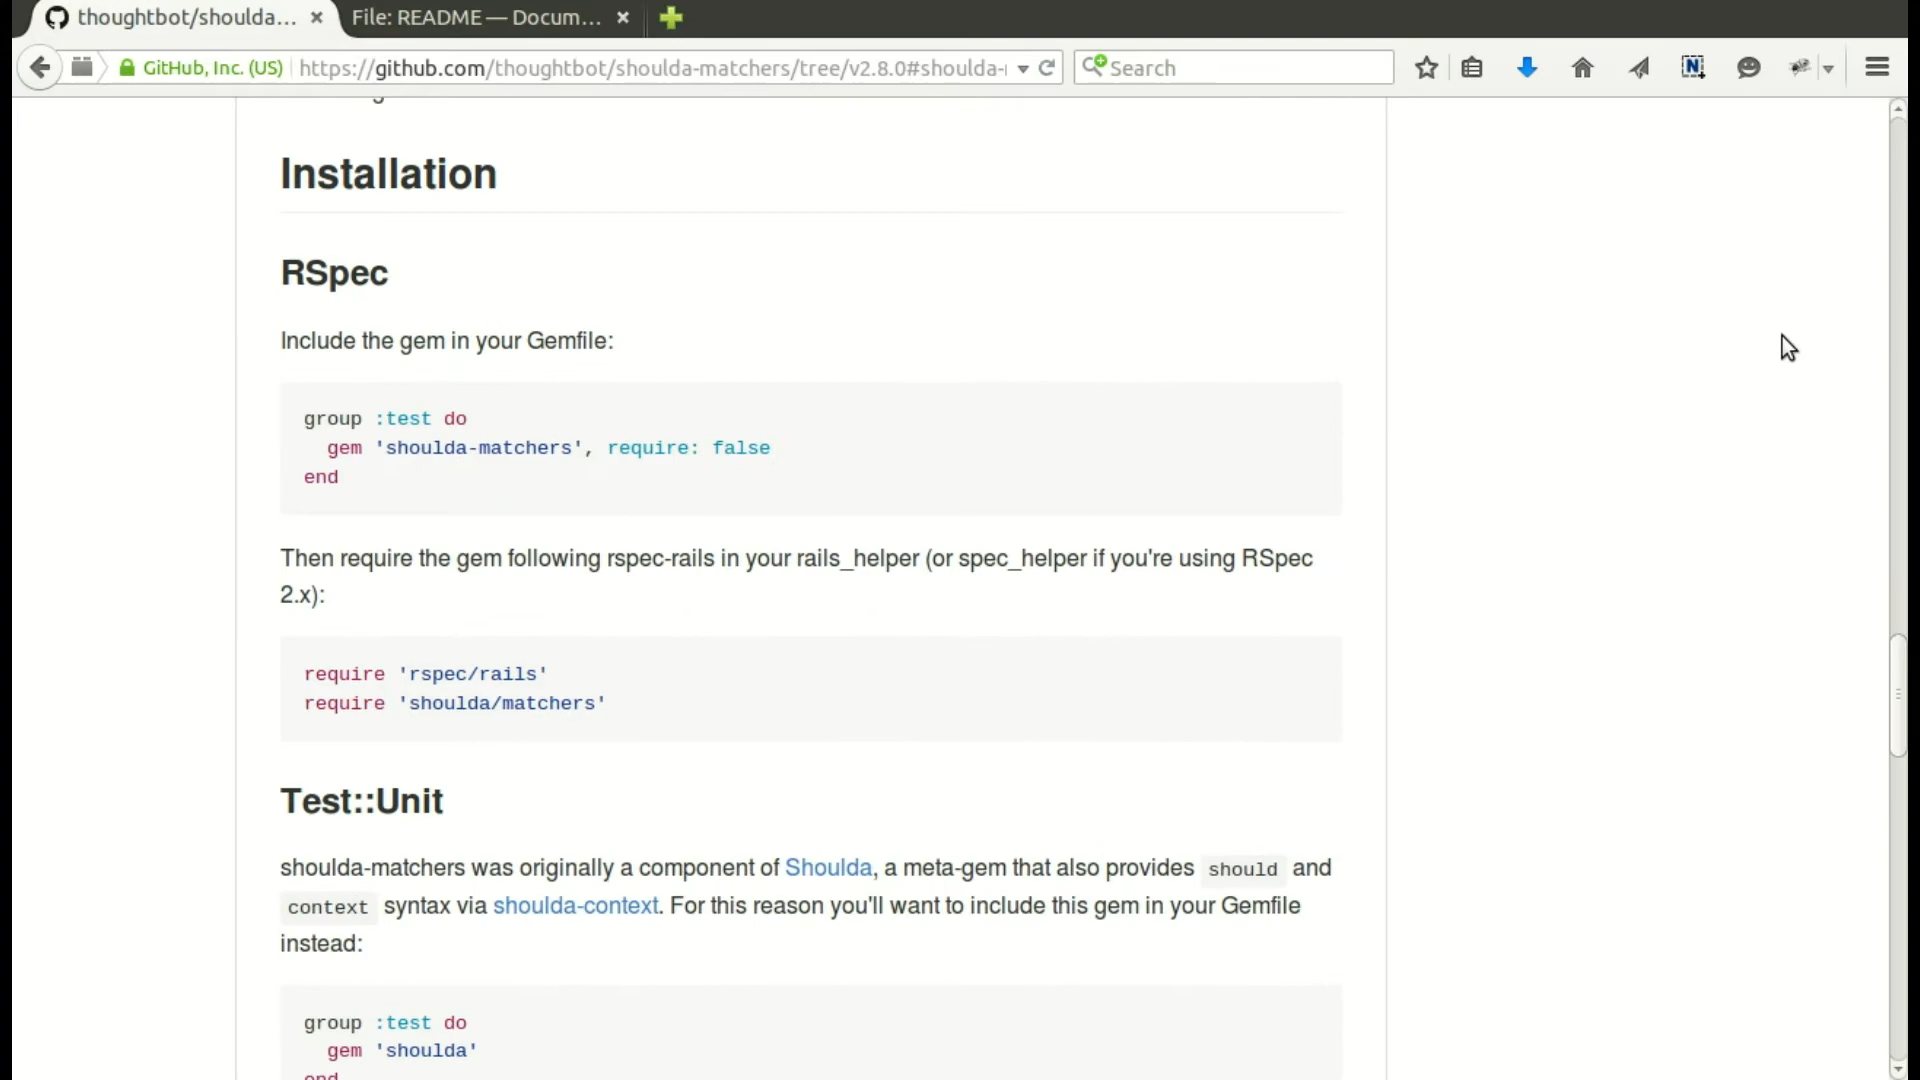 thoughtbot/shoulda...
File: README — Docum...
GitHub, Inc. (US)
https://github.com/thoughtbot/shoulda-matchers/tree/v2.8.0#shoulda-
Search
Installation
RSpec
Include the gem in your Gemfile:
group :test do
gem 'shoulda-matchers', require: false
end
Then require the gem following rspec-rails in your rails_helper (or spec_helper if you're using RSpec
2.x):
require 'rspec/rails'
require 'shoulda/matchers'
Test::Unit
shoulda-matchers was originally a component of Shoulda, a meta-gem that also provides should and
context syntax via shoulda-context. For this reason you'll want to include this gem in your Gemfile
instead:
group :test do
gem 'shoulda'
end